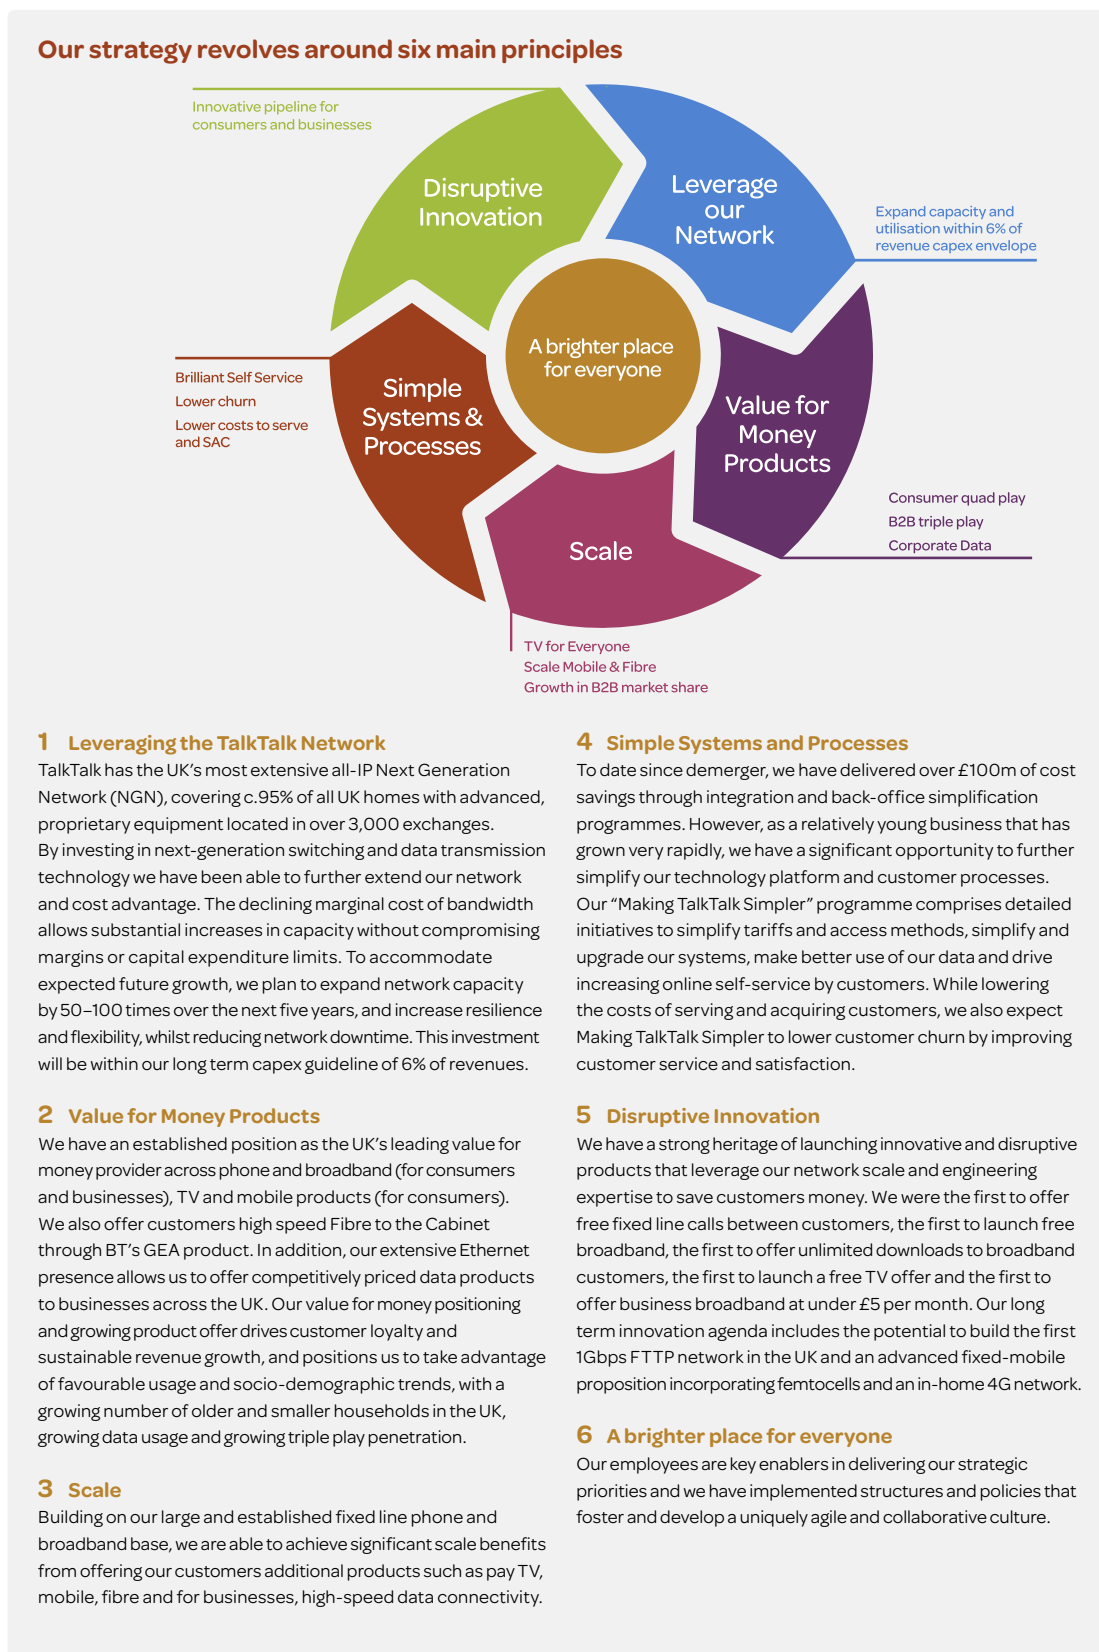 Our strategy revolves around six main principles
Innovative pipeline for
consumers and businesses
Disruptive
Innovation
Leverage
our
Network
Expand capacity and
utilisation within 6% of
revenue capex envelope
A brighter place
for everyone
Brilliant Self Service
Lower churn
Lower costs to serve
and SAC
Simple
Systems &
Processes
Value for
Money
Products
Consumer quad play
B2B triple play
Corporate Data
Scale
TV for Everyone
Scale Mobile & Fibre
Growth in B2B market share
1 Leveraging the TalkTalk Network
TalkTalk has the UK’s most extensive all-IP Next Generation
Network (NGN), covering c.95% of all UK homes with advanced,
proprietary equipment located in over 3,000 exchanges.
By investing in next-generation switching and data transmission
technology we have been able to further extend our network
and cost advantage. The declining marginal cost of bandwidth
allows substantial increases in capacity without compromising
margins or capital expenditure limits. To accommodate
expected future growth, we plan to expand network capacity
by 50–100 times over the next five years, and increase resilience
and flexibility, whilst reducing network downtime. This investment
will be within our long term capex guideline of 6% of revenues.
2 Value for Money Products
We have an established position as the UK’s leading value for
money provider across phone and broadband (for consumers
and businesses), TV and mobile products (for consumers).
We also offer customers high speed Fibre to the Cabinet
through BT’s GEA product. In addition, our extensive Ethernet
presence allows us to offer competitively priced data products
to businesses across the UK. Our value for money positioning
and growing product offer drives customer loyalty and
sustainable revenue growth, and positions us to take advantage
of favourable usage and socio-demographic trends, with a
growing number of older and smaller households in the UK,
growing data usage and growing triple play penetration.
3 Scale
Building on our large and established fixed line phone and
broadband base, we are able to achieve significant scale benefits
from offering our customers additional products such as pay TV,
mobile, fibre and for businesses, high-speed data connectivity.
4 Simple Systems and Processes
To date since demerger, we have delivered over £100m of cost
savings through integration and back-office simplification
programmes. However, as a relatively young business that has
grown very rapidly, we have a significant opportunity to further
simplify our technology platform and customer processes.
Our “Making TalkTalk Simpler” programme comprises detailed
initiatives to simplify tariffs and access methods, simplify and
upgrade our systems, make better use of our data and drive
increasing online self-service by customers. While lowering
the costs of serving and acquiring customers, we also expect
Making TalkTalk Simpler to lower customer churn by improving
customer service and satisfaction.
5 Disruptive Innovation
We have a strong heritage of launching innovative and disruptive
products that leverage our network scale and engineering
expertise to save customers money. We were the first to offer
free fixed line calls between customers, the first to launch free
broadband, the first to offer unlimited downloads to broadband
customers, the first to launch a free TV offer and the first to
offer business broadband at under £5 per month. Our long
term innovation agenda includes the potential to build the first
1Gbps FTTP network in the UK and an advanced fixed-mobile
proposition incorporating femtocells and an in-home 4G network.
6 A brighter place for everyone
Our employees are key enablers in delivering our strategic
priorities and we have implemented structures and policies that
foster and develop a uniquely agile and collaborative culture.